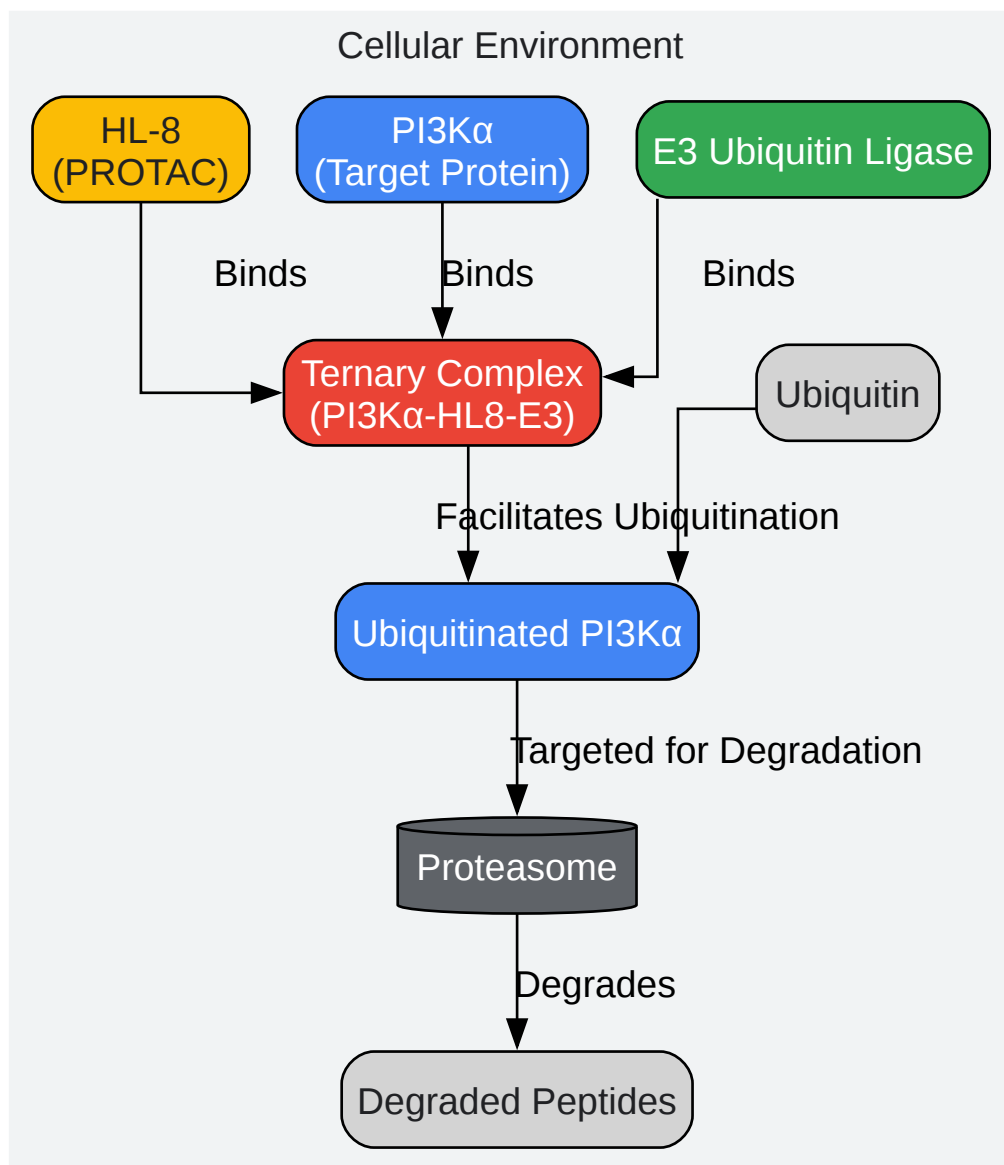 Cellular Environment
HL-8
(PROTAC)
PI3Kα
(Target Protein)
E3 Ubiquitin Ligase
Binds
Binds
Binds
Ternary Complex
(PI3Kα-HL8-E3)
Ubiquitin
Facilitates Ubiquitination
Ubiquitinated PI3Kα
Targeted for Degradation
Proteasome
Degrades
Degraded Peptides